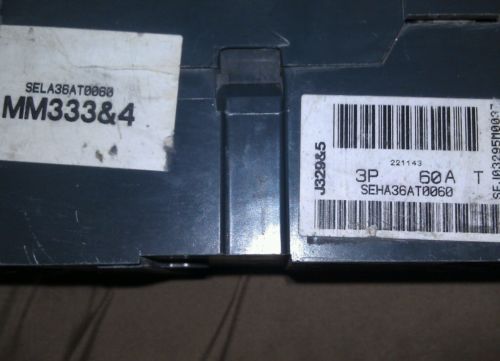 SELA36AT0060
MM333&4
J329&5
221143
3P 60A T
SEHA36AT0060